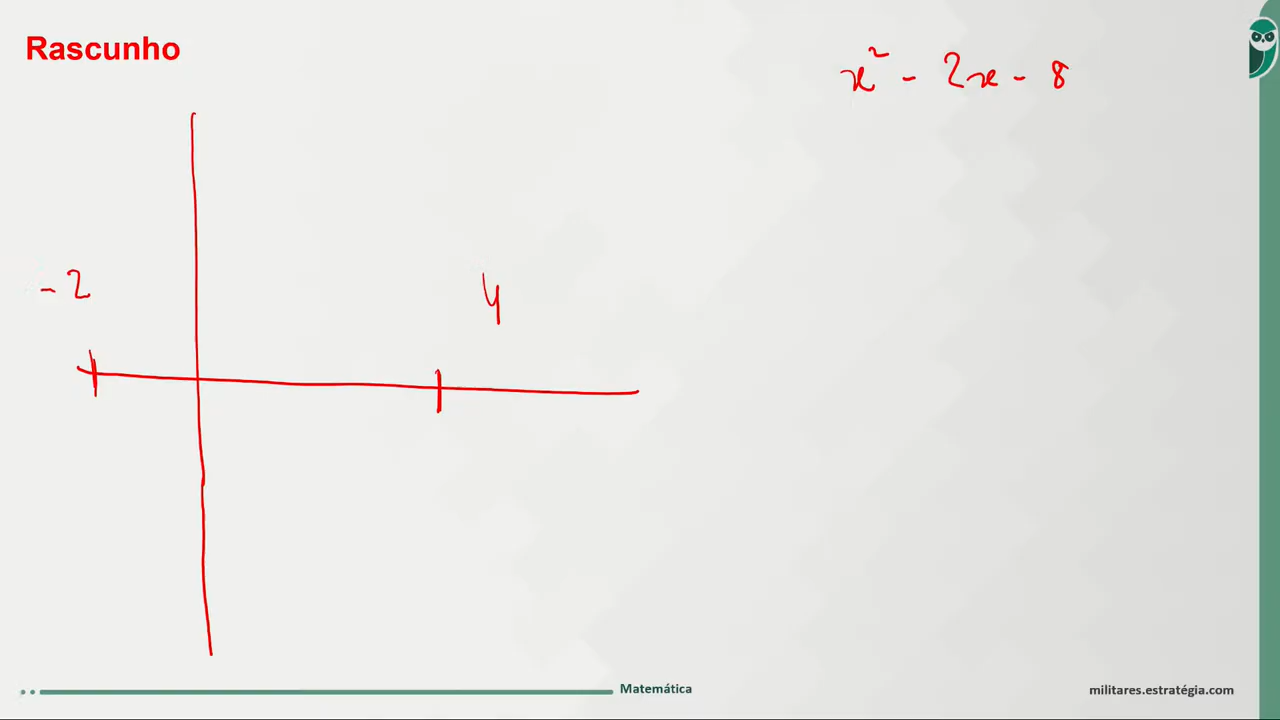 Rascunho
x² - 2x - 8
-2
4
Matemática
militares.estratégia.com